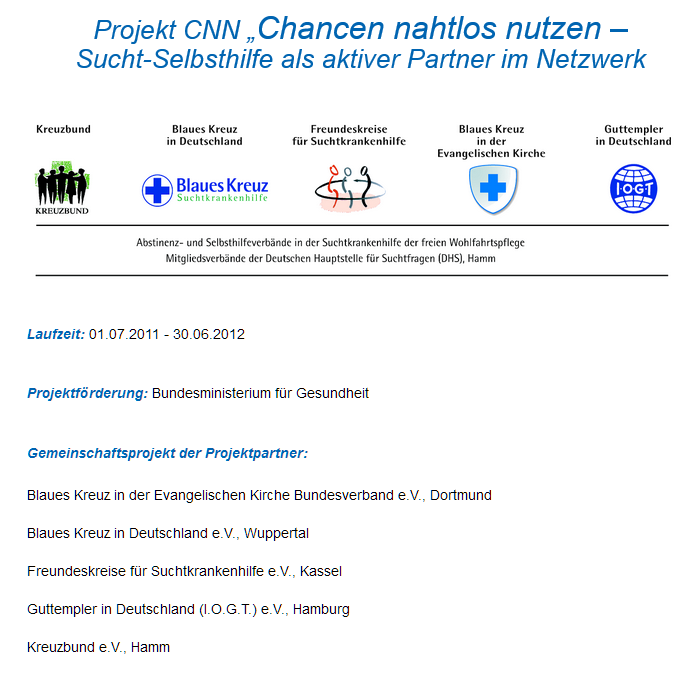 Projekt CNN „Chancen nahtlos nutzen –
Sucht-Selbsthilfe als aktiver Partner im Netzwerk
Kreuzbund
Blaues Kreuz
in Deutschland
Freundeskreise
für Suchtkrankenhilfe
Blaues Kreuz
in der
Evangelischen Kirche
Guttempler
in Deutschland
KREUZBUND
Blaues Kreuz
Suchtkrankenhilfe
I·O·G·T
Abstinenz- und Selbsthilfeverbände in der Suchtkrankenhilfe der freien Wohlfahrtspflege
Mitgliedsverbände der Deutschen Hauptstelle für Suchtfragen (DHS), Hamm
Laufzeit: 01.07.2011 - 30.06.2012
Projektförderung: Bundesministerium für Gesundheit
Gemeinschaftsprojekt der Projektpartner:
Blaues Kreuz in der Evangelischen Kirche Bundesverband e.V., Dortmund
Blaues Kreuz in Deutschland e.V., Wuppertal
Freundeskreise für Suchtkrankenhilfe e.V., Kassel
Guttempler in Deutschland (I.O.G.T.) e.V., Hamburg
Kreuzbund e.V., Hamm